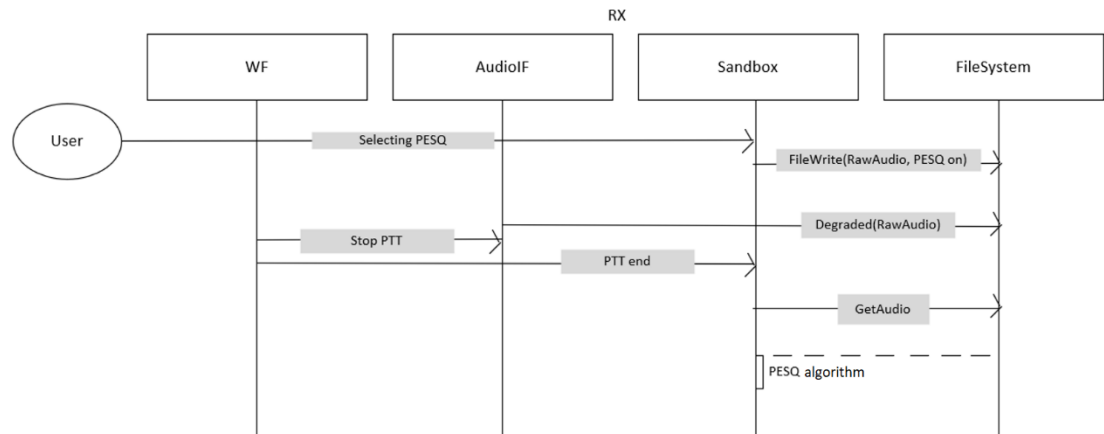 RX
WF
AudioIF
Sandbox
FileSystem
User
Selecting PESQ
FileWrite(RawAudio, PESQ on)
Degraded(RawAudio)
Stop PTT
PTT end
GetAudio
PESQ algorithm